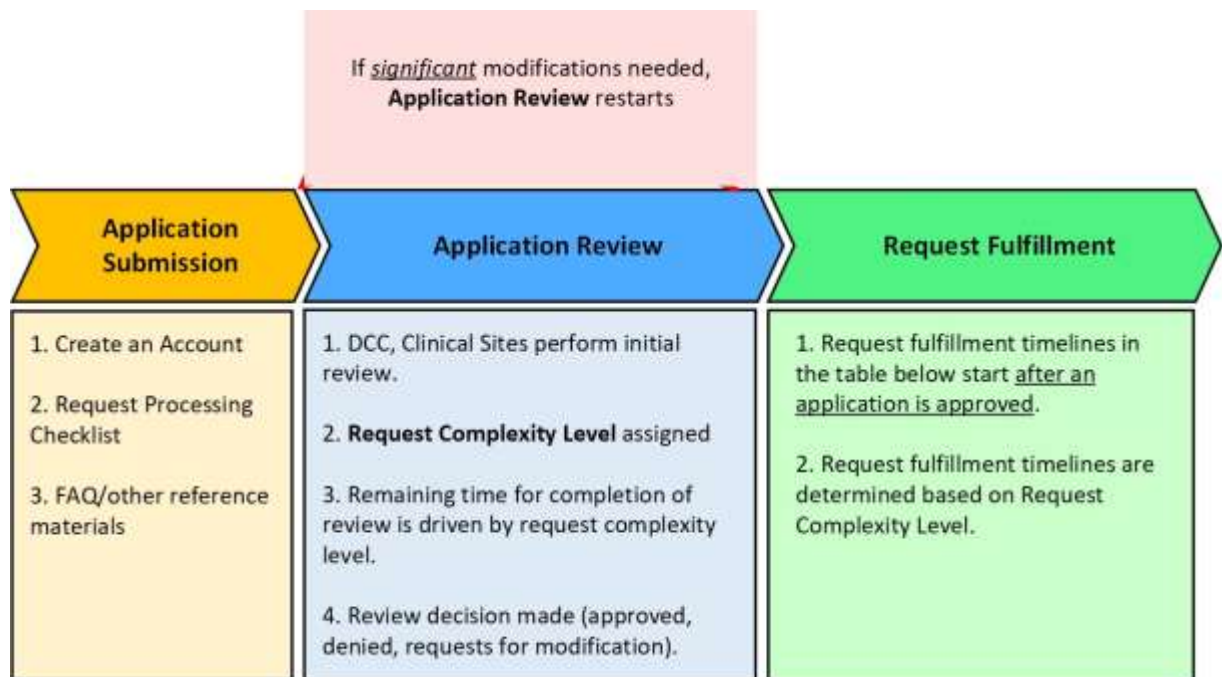 If significant modifications needed,
Application Review restarts
Application
Submission
Application Review
Request Fulfillment
1. Create an Account
2. Request Processing
Checklist
3. FAQ/other reference
materials
1. DCC, Clinical Sites perform initial
review.
2. Request Complexity Level assigned
3. Remaining time for completion of
review is driven by request complexity
level.
4. Review decision made (approved,
denied, requests for modification).
1. Request fulfillment timelines in
the table below start after an
application is approved.
2. Request fulfillment timelines are
determined based on Request
Complexity Level.